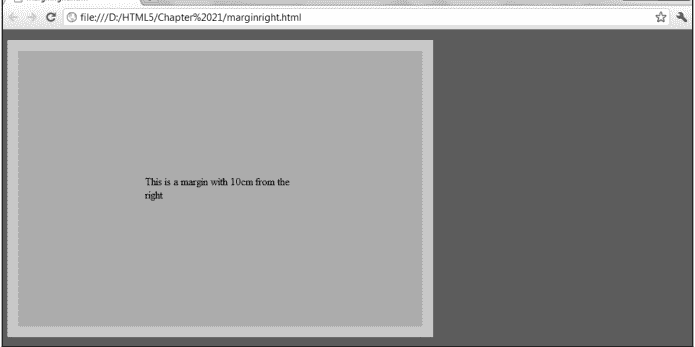 file:///D:/HTML5/Chapter%2021/marginright.html
This is a margin with 10cm from the
right